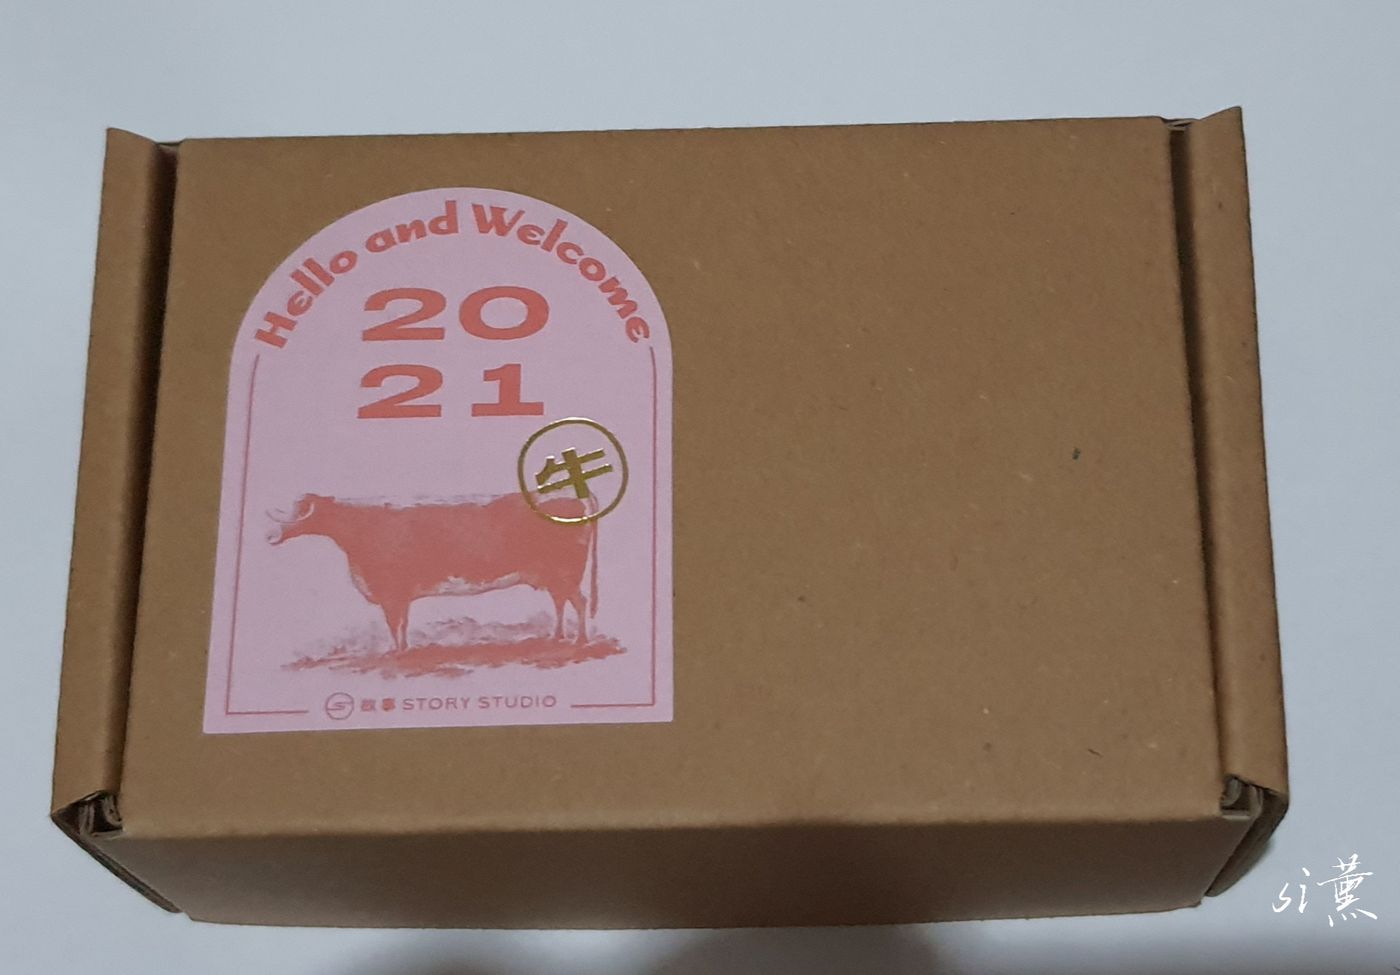 Hello and Welcome
20
21
牛
故事 STORY STUDIO
si薰